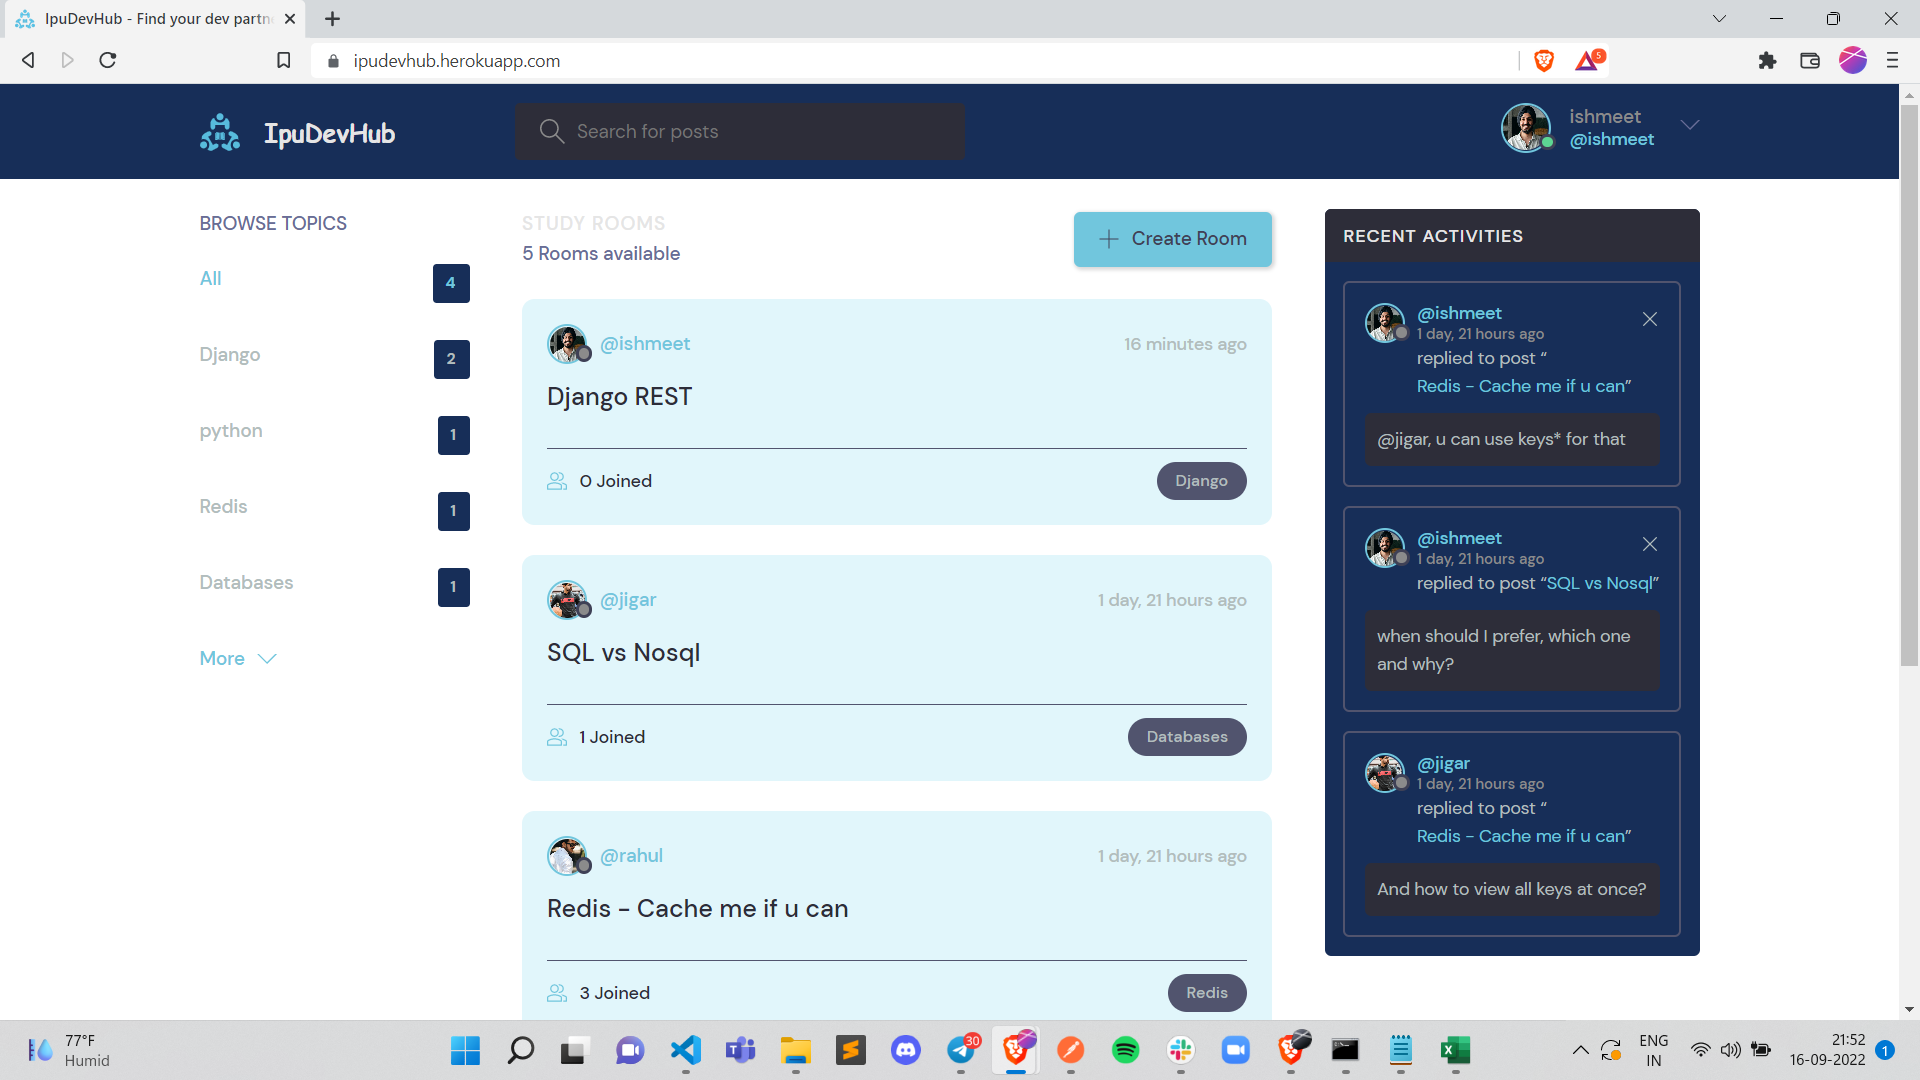 IpuDevHub - Find your dev partn
ipudevhub.herokuapp.com
5
IpuDevHub
Search for posts
ishmeet
@ishmeet
BROWSE TOPICS
All
4
Django
2
python
1
Redis
1
Databases
1
More
STUDY ROOMS
5 Rooms available
Create Room
@ishmeet
16 minutes ago
Django REST
0 Joined
Django
@jigar
1 day, 21 hours ago
SQL vs Nosql
1 Joined
Databases
@rahul
1 day, 21 hours ago
Redis - Cache me if u can
3 Joined
Redis
RECENT ACTIVITIES
@ishmeet
1 day, 21 hours ago
replied to post “
Redis - Cache me if u can”
@jigar, u can use keys* for that
@ishmeet
1 day, 21 hours ago
replied to post “SQL vs Nosql”
when should I prefer, which one
and why?
@jigar
1 day, 21 hours ago
replied to post “
Redis - Cache me if u can”
And how to view all keys at once?
77°F
Humid
30
ENG
IN
21:52
16-09-2022
1